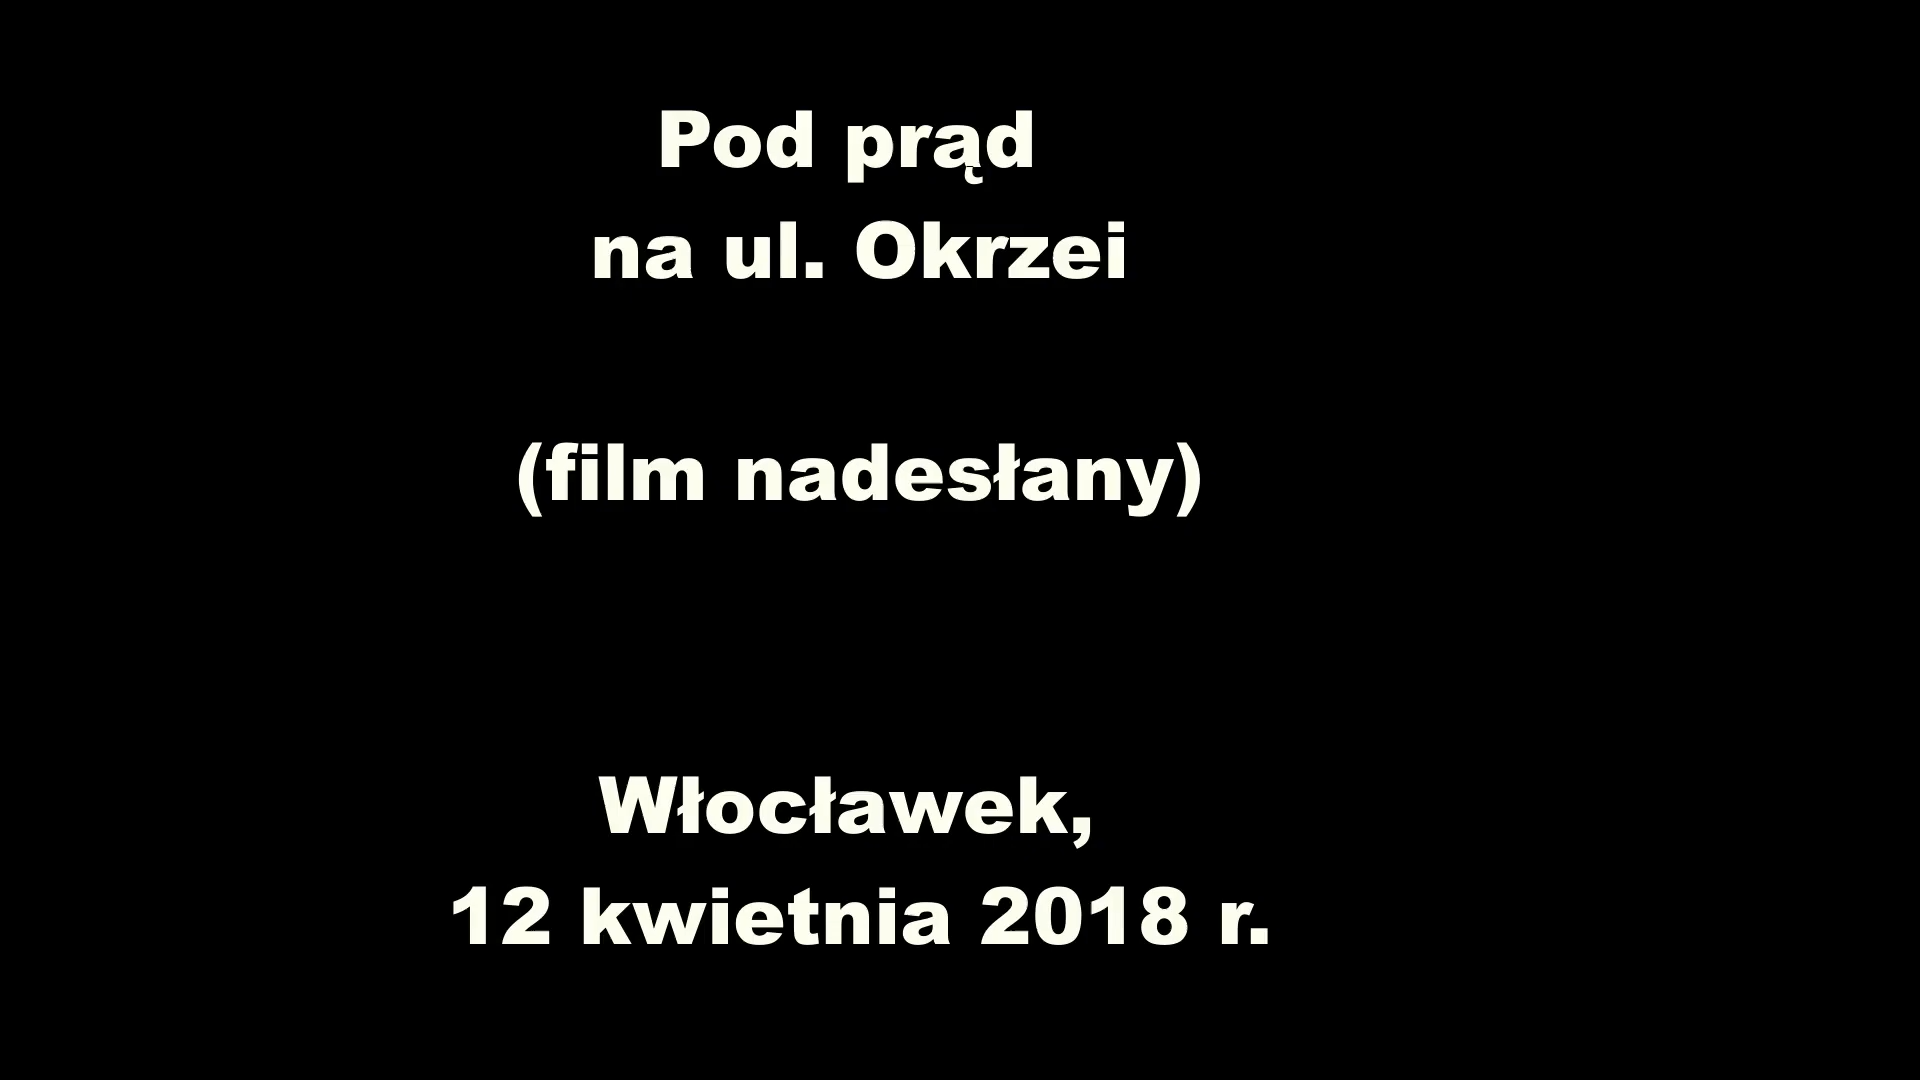 Pod prąd
na ul. Okrzei
(film nadesłany)
Włocławek,
12 kwietnia 2018 r.